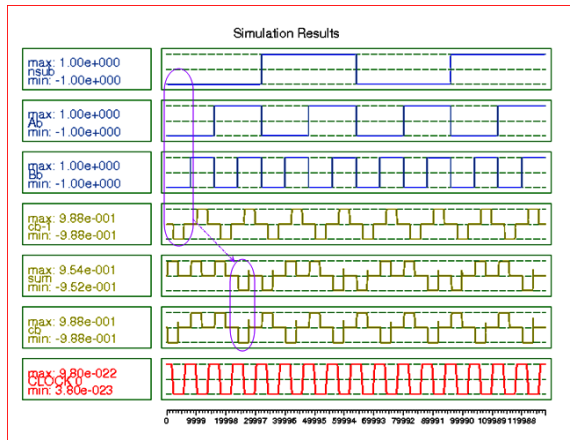 Simulation Results
max: 1.00e+000
nsub
min: -1.00e+000
max: 1.00e+000
Ab
min: -1.00e+000
max: 1.00e+000
Bb
min: -1.00e+000
max: 9.88e-001
cb-1
min: -9.88e-001
max: 9.54e-001
sum
min: -9.52e-001
max: 9.88e-001
cb
min: -9.88e-001
max: 9.80e-022
CLOCK 0
min: 3.80e-023
0 9999 19998 29997 39996 49995 59994 69993 79992 89991 99990 109989 119988